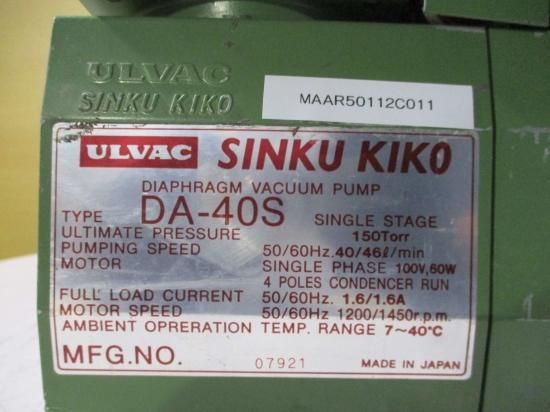 ULVAC
SINKU KIKO
MAAR50112C011
ULVAC SINKU KIKO
DIAPHRAGM VACUUM PUMP
TYPE DA-40S SINGLE STAGE
ULTIMATE PRESSURE 150Torr
PUMPING SPEED 50/60Hz. 40/46ℓ/min
MOTOR SINGLE PHASE 100V,60W
4 POLES CONDENCER RUN
FULL LOAD CURRENT 50/60Hz. 1.6/1.6A
MOTOR SPEED 50/60Hz 1200/1450r.p.m.
AMBIENT OPRERATION TEMP. RANGE 7~40°C
MFG.NO. 07921 MADE IN JAPAN